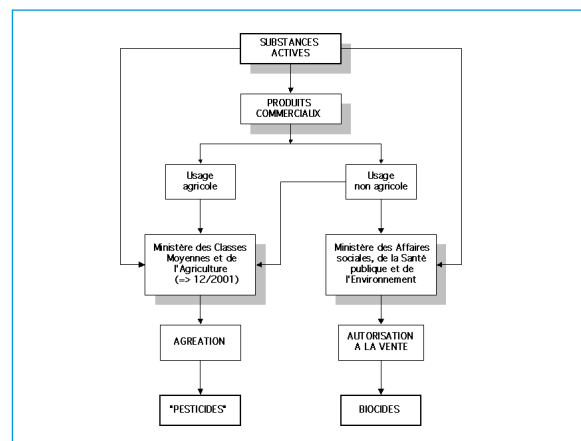 SUBSTANCES
ACTIVES
PRODUITS
COMMERCIAUX
Usage
agricole
Usage
non agricole
Ministère des Classes
Moyennes et de
l'Agriculture
(=> 12/2001)
Ministère des Affaires
sociales, de la Santé
publique et de
l'Environnement
AGREATION
AUTORISATION
A LA VENTE
"PESTICIDES"
BIOCIDES